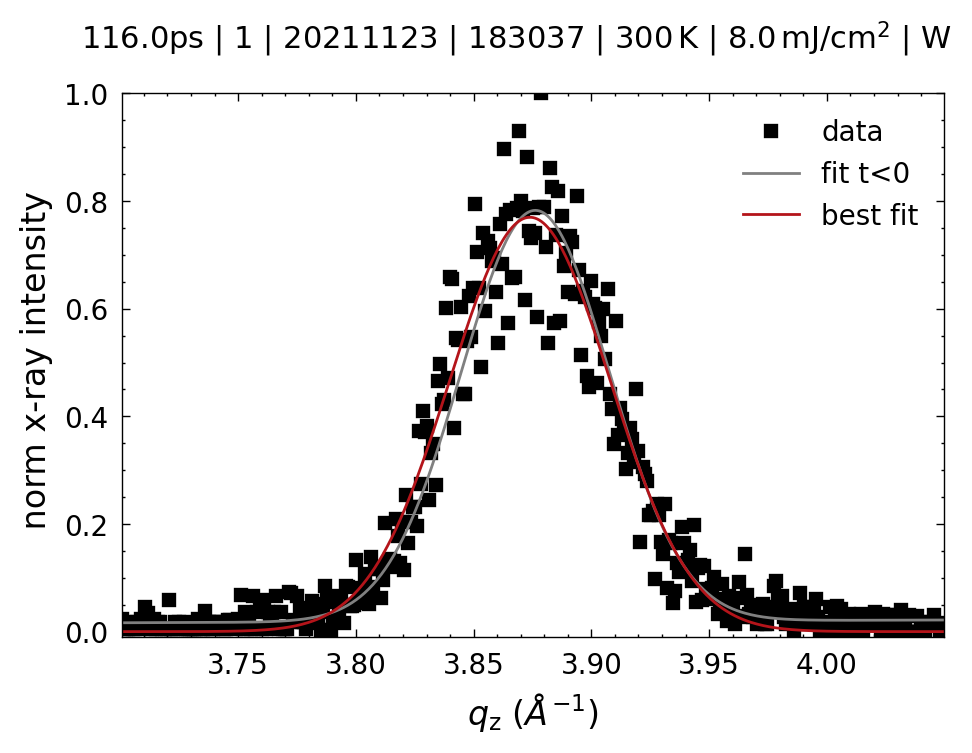 116.0ps | 1 | 20211123 | 183037 | 300 K | 8.0 mJ/cm² | W
1.0
0.8
0.6
0.4
0.2
0.0
norm x-ray intensity
data
fit t<0
best fit
3.75 3.80 3.85 3.90 3.95 4.00
q_z (Å⁻¹)